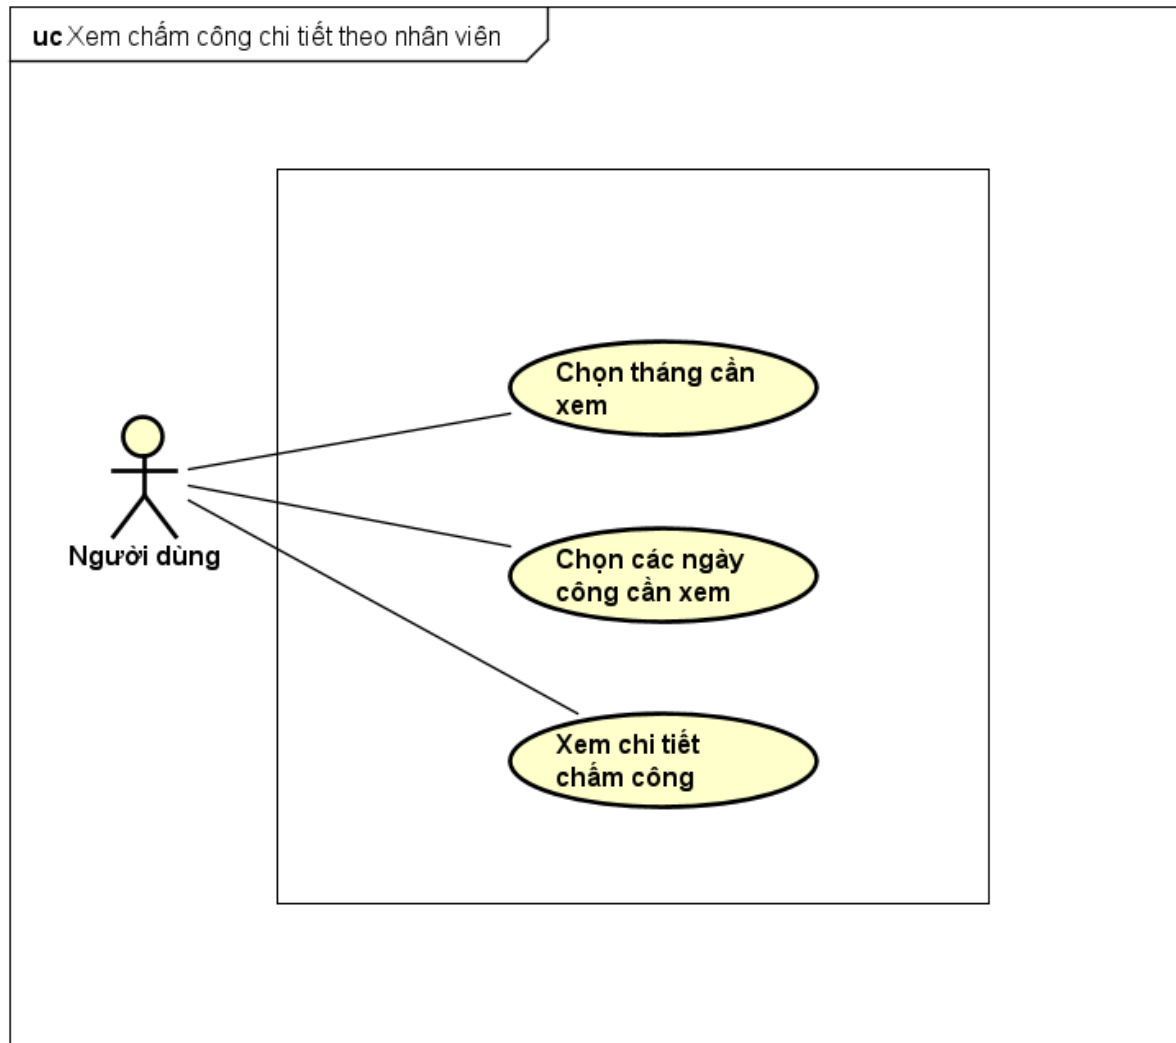 uc Xem chấm công chi tiết theo nhân viên
Chọn tháng cần
xem
Người dùng
Chọn các ngày
công cần xem
Xem chi tiết
chấm công